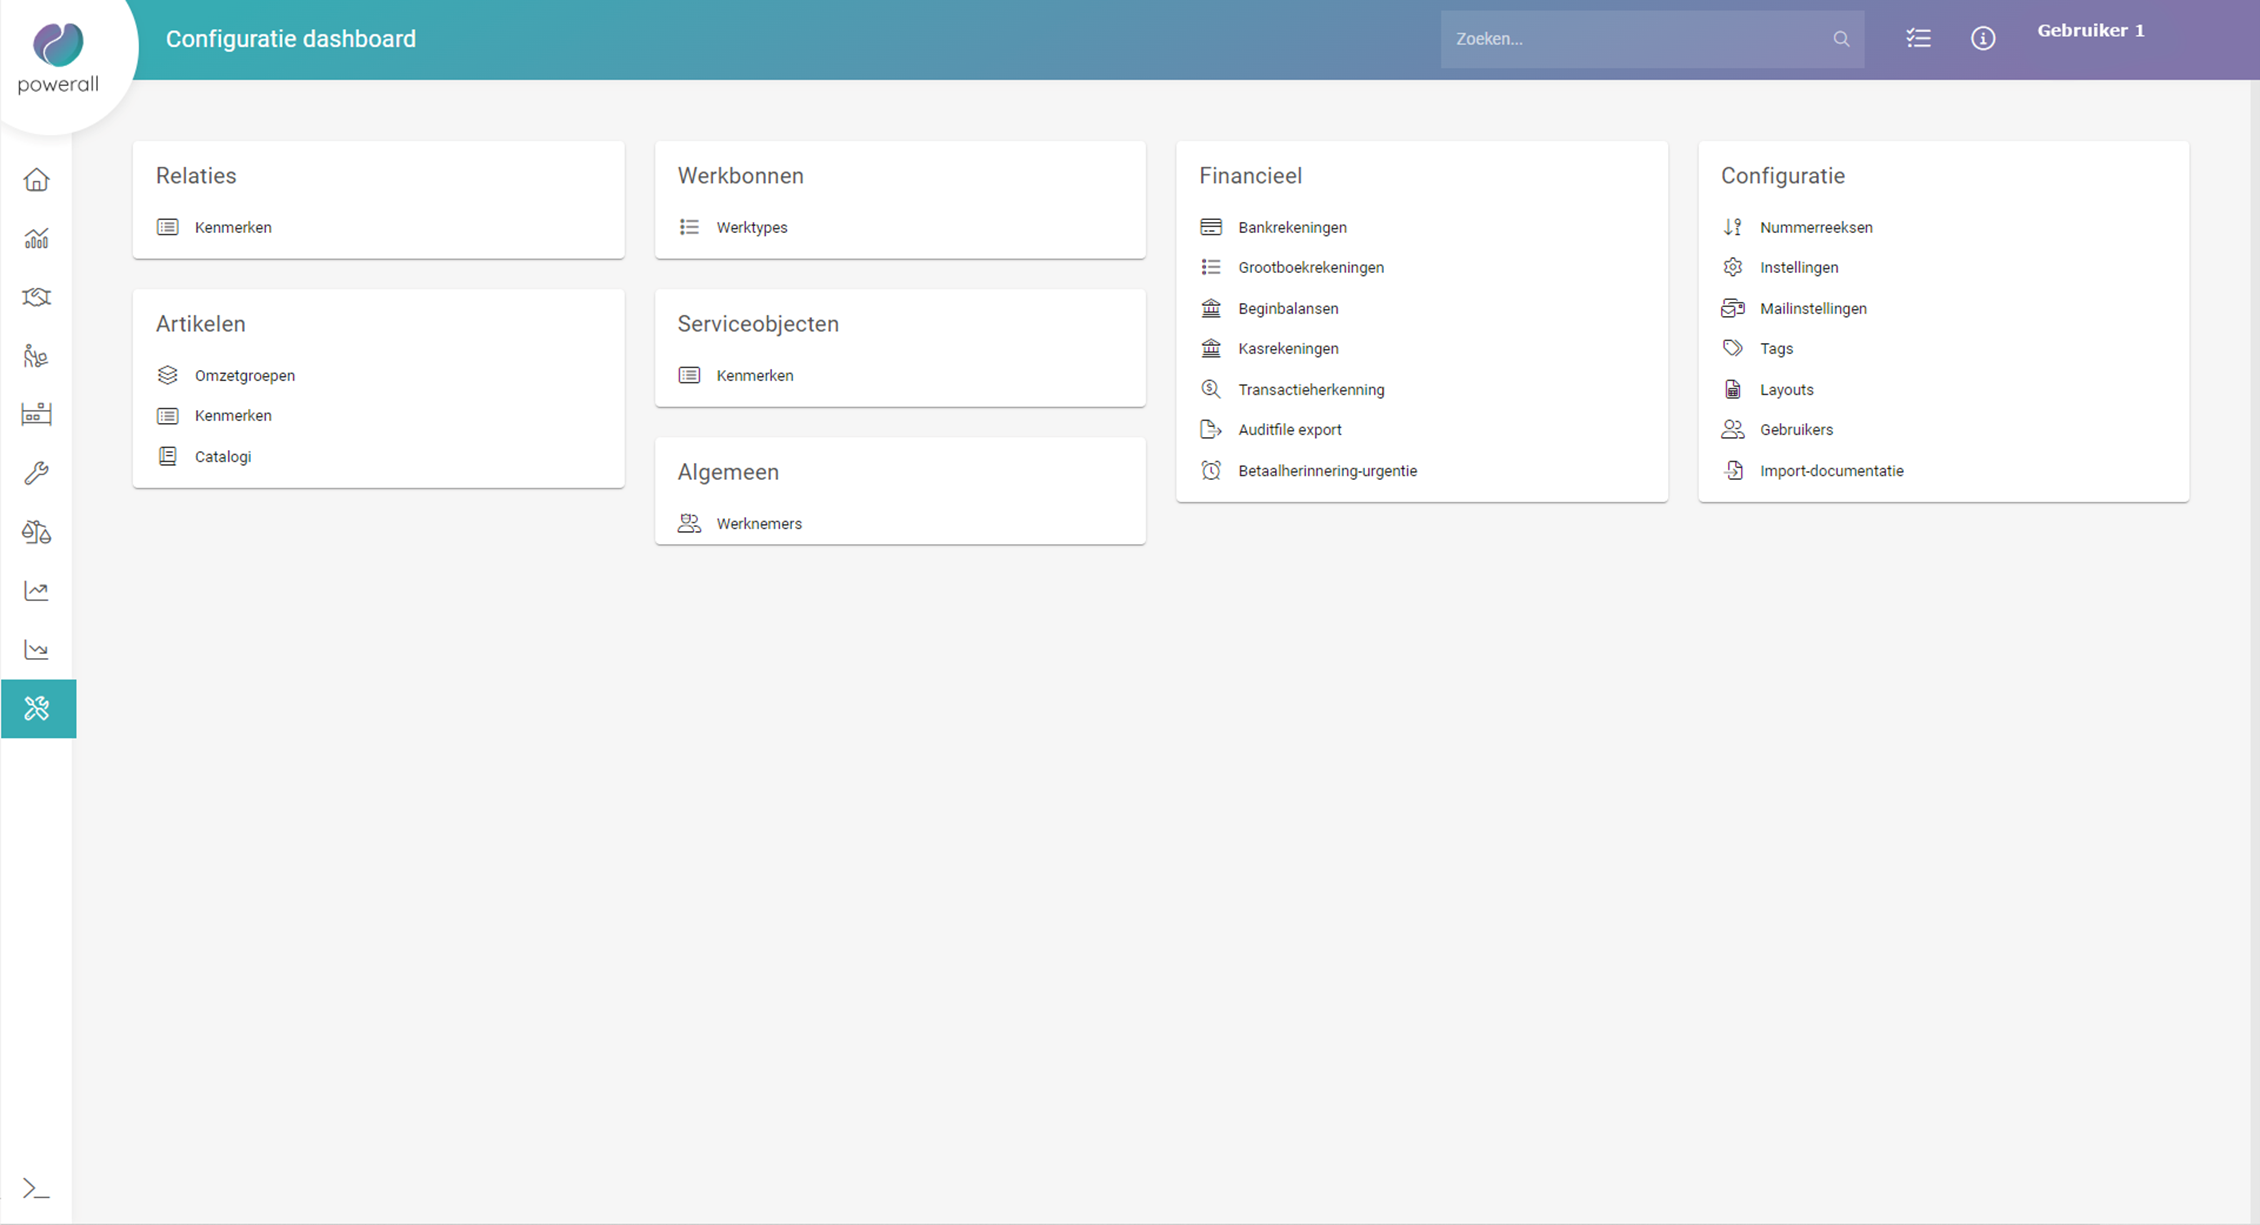 powerall
Configuratie dashboard
Zoeken...
Gebruiker 1
Relaties
Kenmerken
Artikelen
Omzetgroepen
Kenmerken
Catalogi
Werkbonnen
Werktypes
Serviceobjecten
Kenmerken
Algemeen
Werknemers
Financieel
Bankrekeningen
Grootboekrekeningen
Beginbalansen
Kasrekeningen
Transactieherkenning
Auditfile export
Betaalherinnering-urgentie
Configuratie
Nummerreeksen
Instellingen
Mailinstellingen
Tags
Layouts
Gebruikers
Import-documentatie